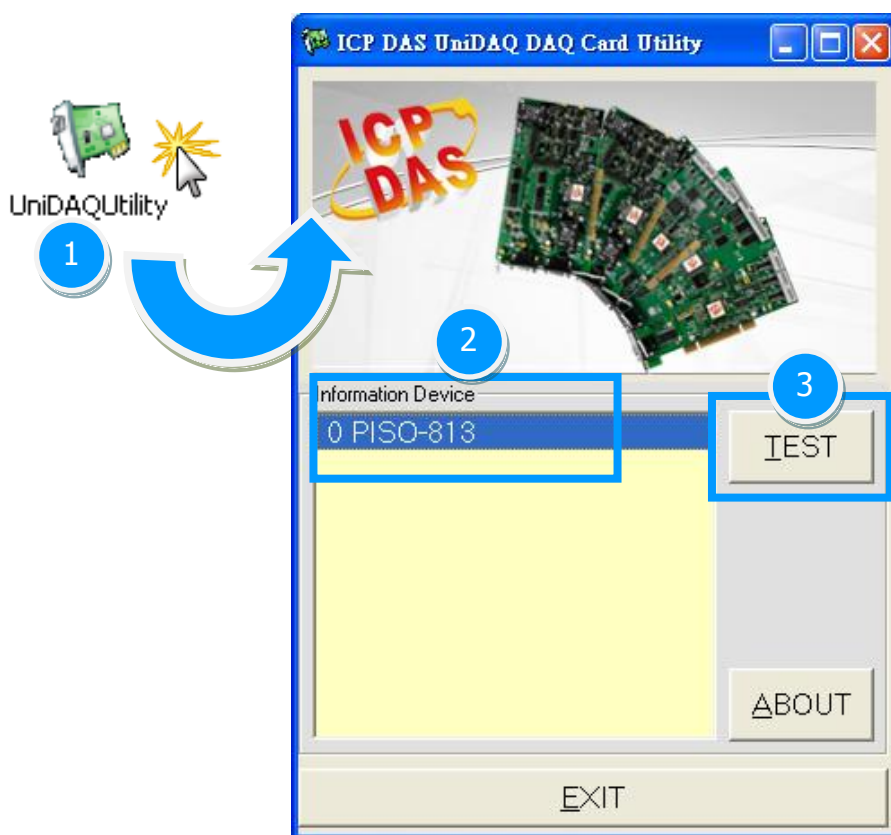 ICP DAS UniDAQ DAQ Card Utility
ICP
DAS
UniDAQUtility
1
2
3
Information Device
0 PISO-813
TEST
ABOUT
EXIT